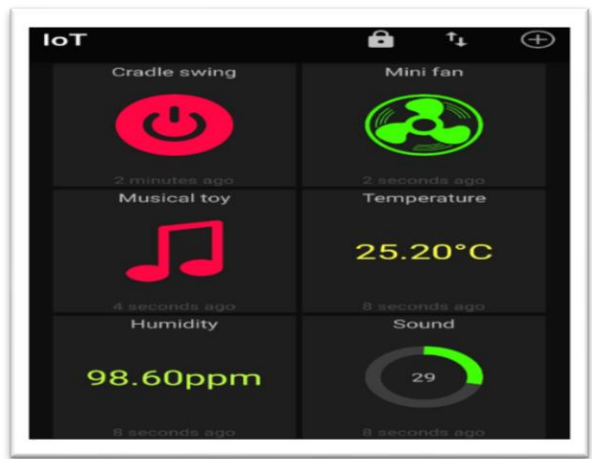 IoT
Cradle swing
Mini fan
2 minutes ago
2 seconds ago
Musical toy
Temperature
25.20°C
4 seconds ago
8 seconds ago
Humidity
Sound
98.60ppm
29
8 seconds ago
8 seconds ago